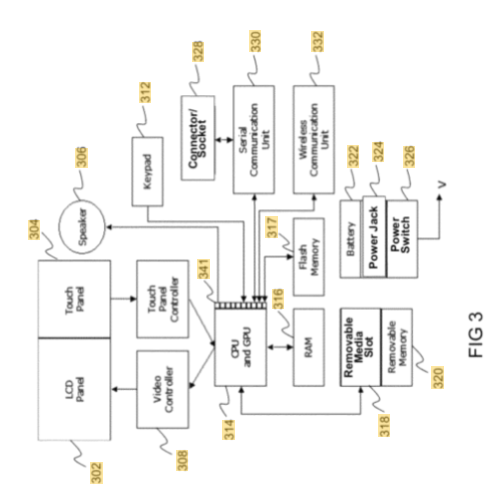 302
LCD
Panel
Touch
Panel
304
Speaker
306
308
Video
Controller
Touch
Panel
Controller
Keypad
312
314
CPU
and GPU
341
Connector/
Socket
328
Serial
Communication
Unit
330
RAM
316
Flash
Memory
317
Wireless
Communication
Unit
332
318
Removable
Media
Slot
Removable
Memory
320
Battery
322
Power Jack
324
Power
Switch
326
V
FIG 3